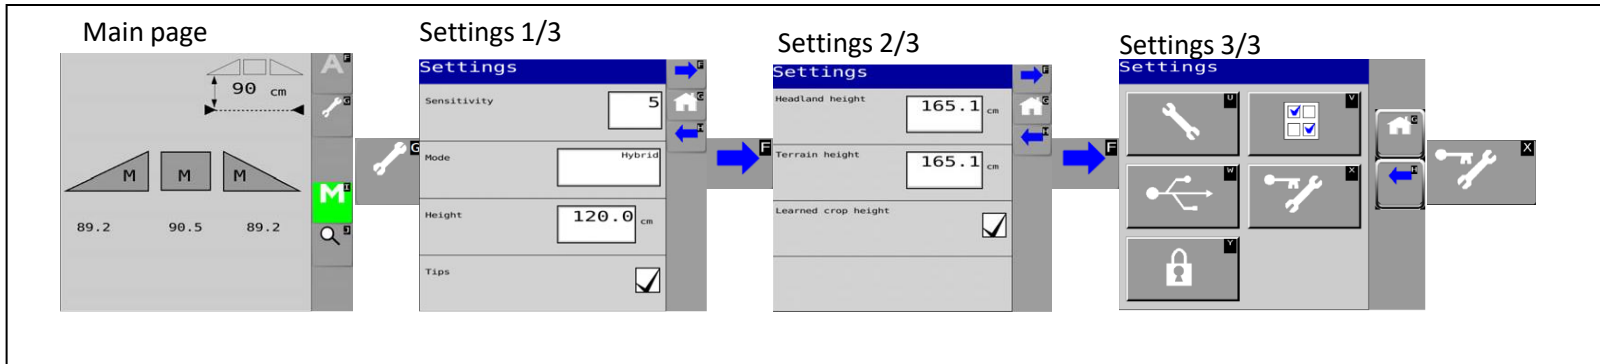 Main page
90 cm
M M M
89.2 90.5 89.2
A F
G
M I
J
G
Settings 1/3
Settings
Sensitivity 5
Mode Hybrid
Height 120.0 cm
Tips
F
G
I
F
Settings 2/3
Settings
Headland height 165.1 cm
Terrain height 165.1 cm
Learned crop height
F
G
I
F
Settings 3/3
Settings
U V
W X
Y
G
X